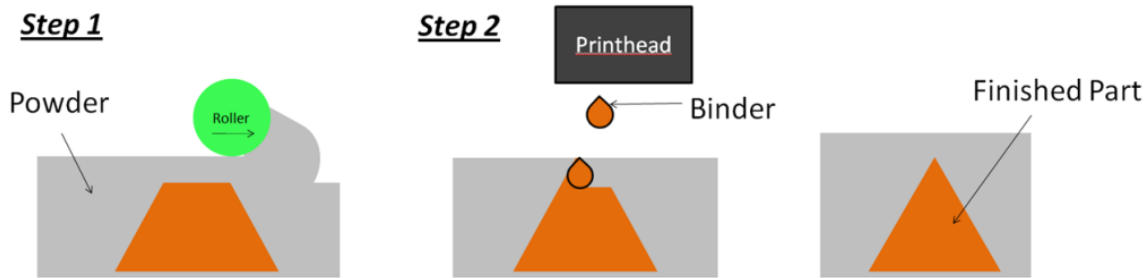 Step 1
Step 2
Printhead
Powder
Roller
Binder
Finished Part